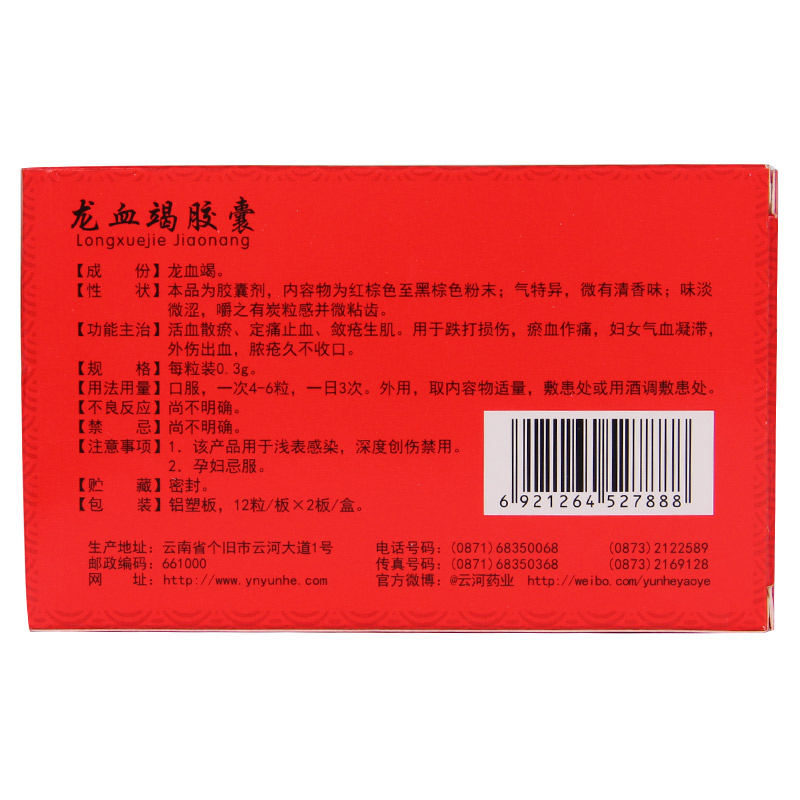 龙血竭胶囊
Longxuejie Jiaonang
【成 份】龙血竭。
【性 状】本品为胶囊剂，内容物为红棕色至黑棕色粉末；气特异，微有清香味；味淡
微涩，嚼之有炭粒感并微粘齿。
【功能主治】活血散瘀、定痛止血、敛疮生肌。用于跌打损伤，瘀血作痛，妇女气血凝滞，
外伤出血，脓疮久不收口。
【规 格】每粒装0.3g。
【用法用量】口服，一次4-6粒，一日3次。外用，取内容物适量，敷患处或用酒调敷患处。
【不良反应】尚不明确。
【禁 忌】尚不明确。
【注意事项】1．该产品用于浅表感染，深度创伤禁用。
2．孕妇忌服。
【贮 藏】密封。
【包 装】铝塑板，12粒/板×2板/盒。
6 921264 527888
生产地址：云南省个旧市云河大道1号 电话号码：(0871)68350068 (0873)2122589
邮政编码：661000 传真号码：(0871)68350368 (0873)2169128
网 址：http://www.ynyunhe.com 官方微博：@云河药业 http://weibo.com/yunheyaoye